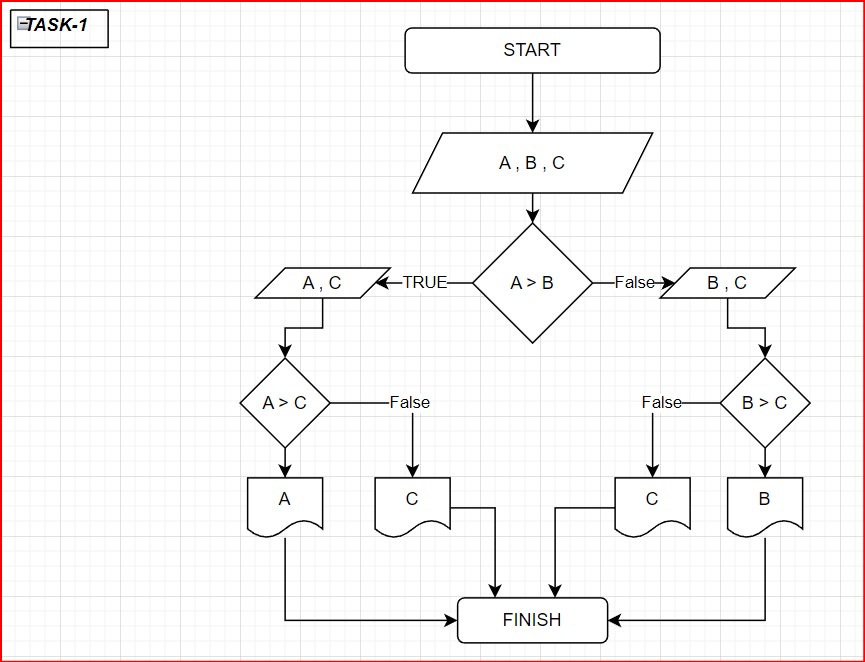 TASK-1
START
A , B , C
A > B
TRUE
False
A , C
B , C
A > C
False
False
B > C
A
C
C
B
FINISH